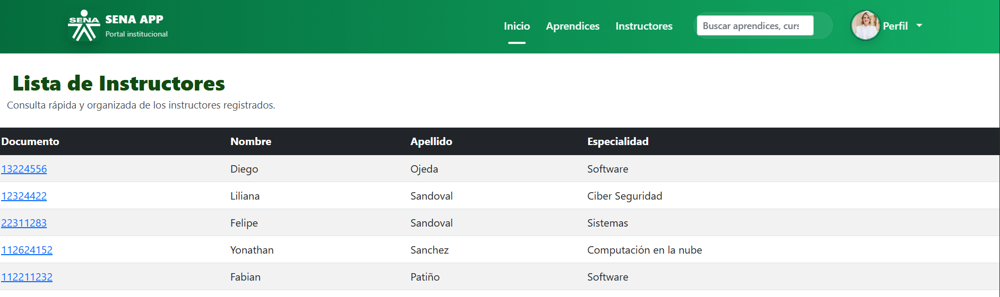 SENA
SENA APP
Portal institucional
Inicio Aprendices Instructores Buscar aprendices, curs Perfil
Lista de Instructores
Consulta rápida y organizada de los instructores registrados.
Documento Nombre Apellido Especialidad
13224556 Diego Ojeda Software
12324422 Liliana Sandoval Ciber Seguridad
22311283 Felipe Sandoval Sistemas
112624152 Yonathan Sanchez Computación en la nube
112211232 Fabian Patiño Software